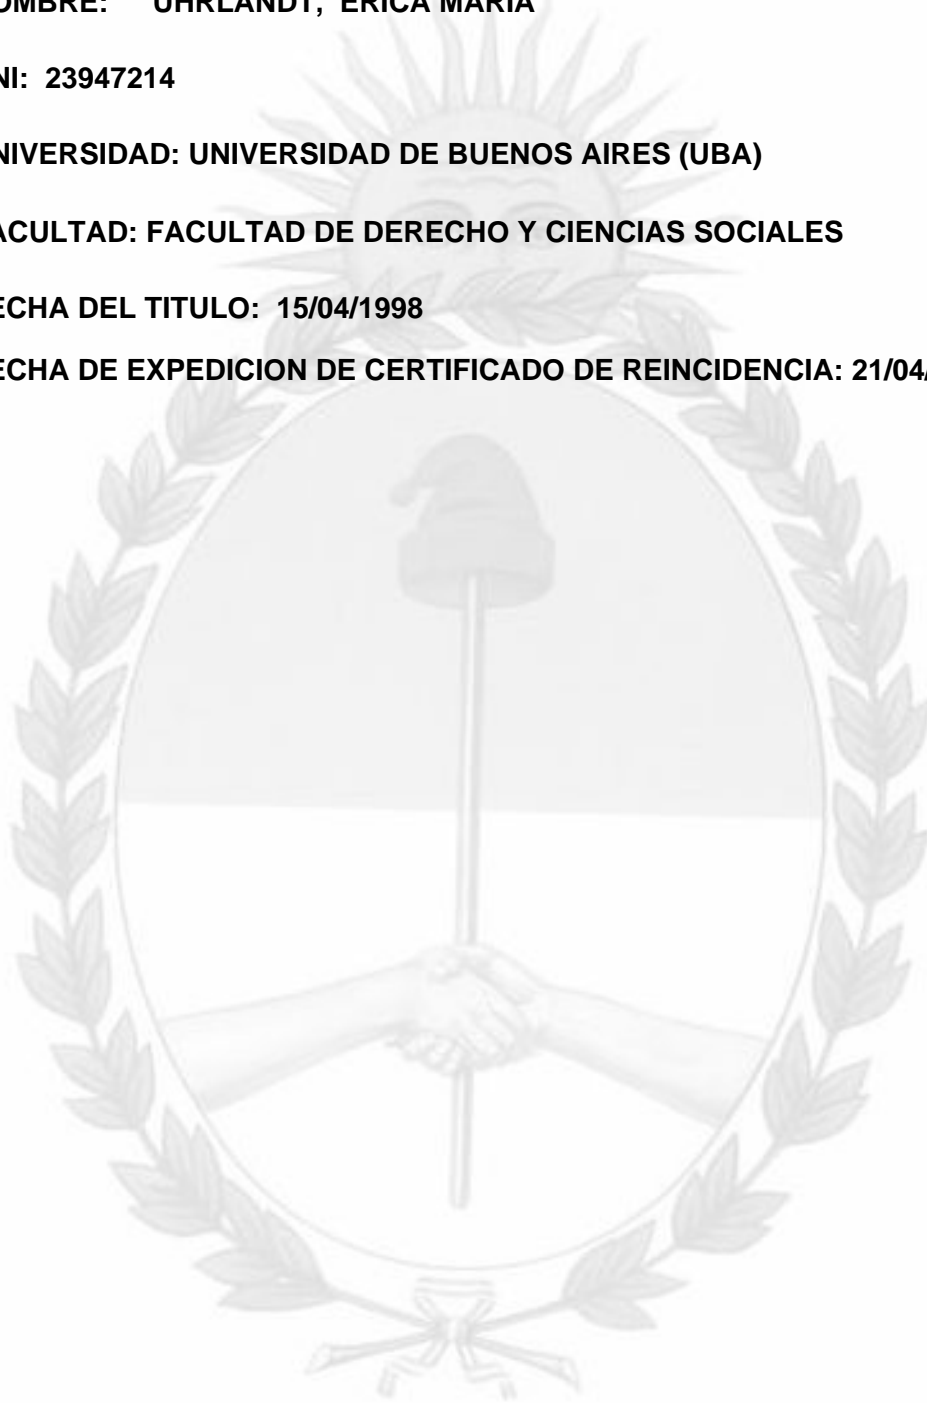 OMBRE: UHRLANDT, ERICA MARIA
NI: 23947214
NIVERSIDAD: UNIVERSIDAD DE BUENOS AIRES (UBA)
ACULTAD: FACULTAD DE DERECHO Y CIENCIAS SOCIALES
ECHA DEL TITULO: 15/04/1998
ECHA DE EXPEDICION DE CERTIFICADO DE REINCIDENCIA: 21/04/